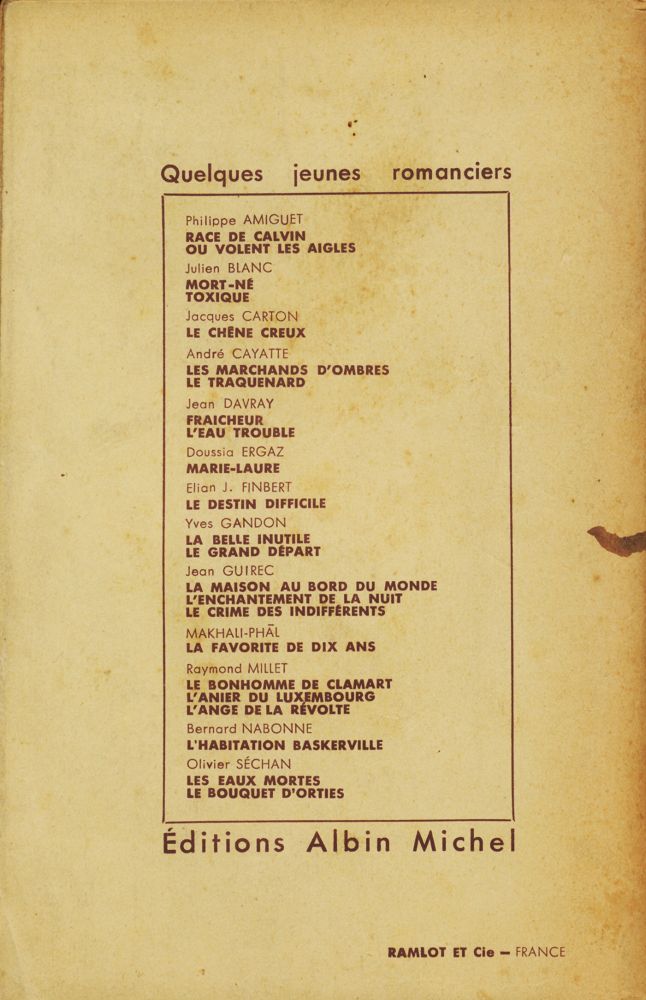 Quelques jeunes romanciers
Philippe AMIGUET
RACE DE CALVIN
OU VOLENT LES AIGLES
Julien BLANC
MORT-NÉ
TOXIQUE
Jacques CARTON
LE CHÊNE CREUX
André CAYATTE
LES MARCHANDS D'OMBRES
LE TRAQUENARD
Jean DAVRAY
FRAICHEUR
L'EAU TROUBLE
Doussia ERGAZ
MARIE-LAURE
Elian J. FINBERT
LE DESTIN DIFFICILE
Yves GANDON
LA BELLE INUTILE
LE GRAND DÉPART
Jean GUIREC
LA MAISON AU BORD DU MONDE
L'ENCHANTEMENT DE LA NUIT
LE CRIME DES INDIFFÉRENTS
MAKHALI-PHĀL
LA FAVORITE DE DIX ANS
Raymond MILLET
LE BONHOMME DE CLAMART
L'ANIER DU LUXEMBOURG
L'ANGE DE LA RÉVOLTE
Bernard NABONNE
L'HABITATION BASKERVILLE
Olivier SÉCHAN
LES EAUX MORTES
LE BOUQUET D'ORTIES
Éditions Albin Michel
RAMLOT ET Cie — FRANCE